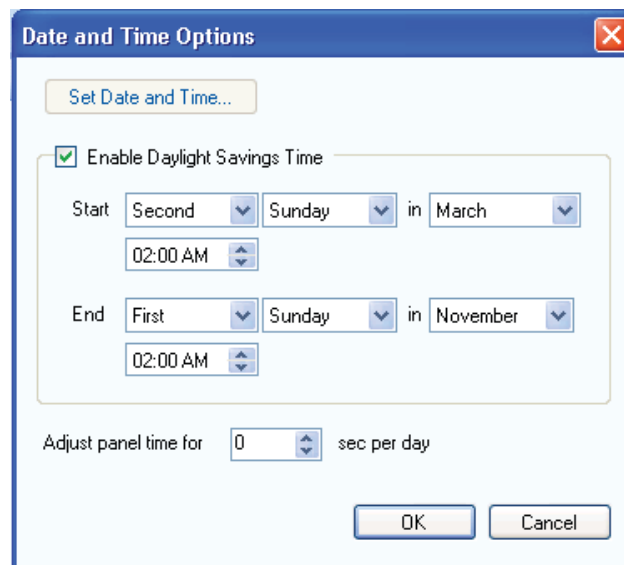 Date and Time Options
Set Date and Time...
Enable Daylight Savings Time
Start Second Sunday in March
02:00 AM
End First Sunday in November
02:00 AM
Adjust panel time for 0 sec per day
OK Cancel